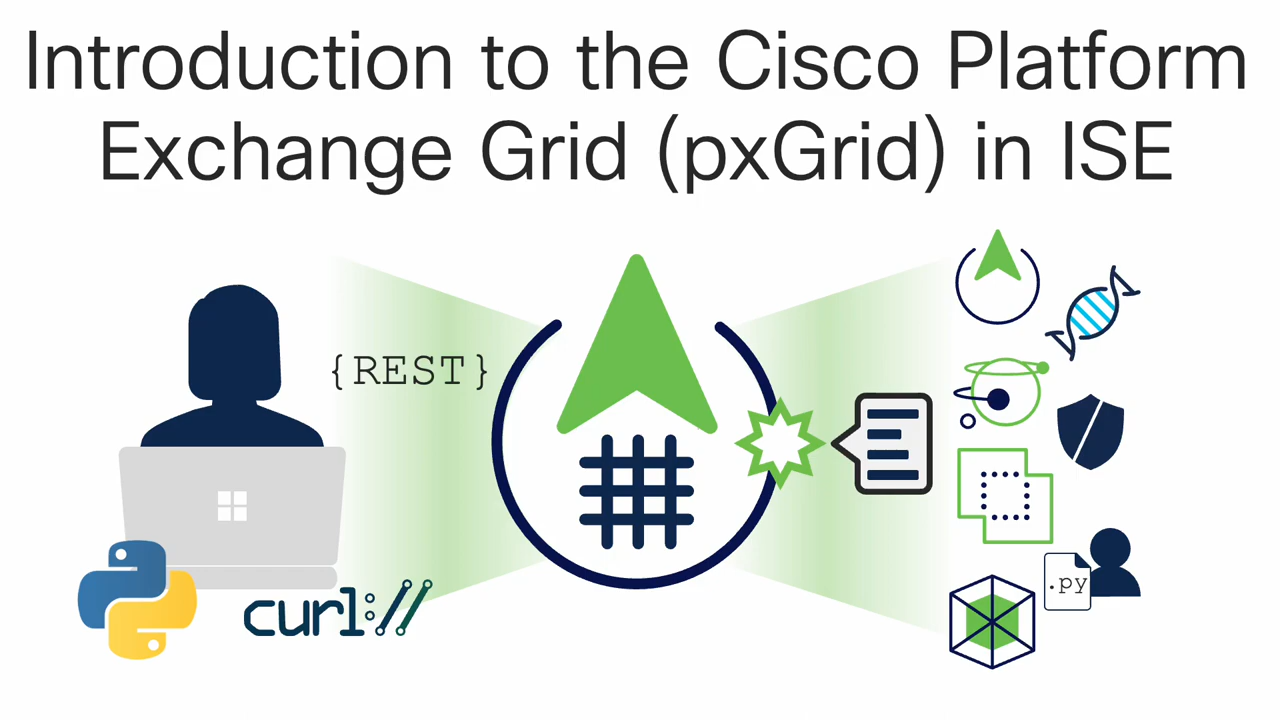 Introduction to the Cisco Platform
Exchange Grid (pxGrid) in ISE
{REST}
.py
curl://